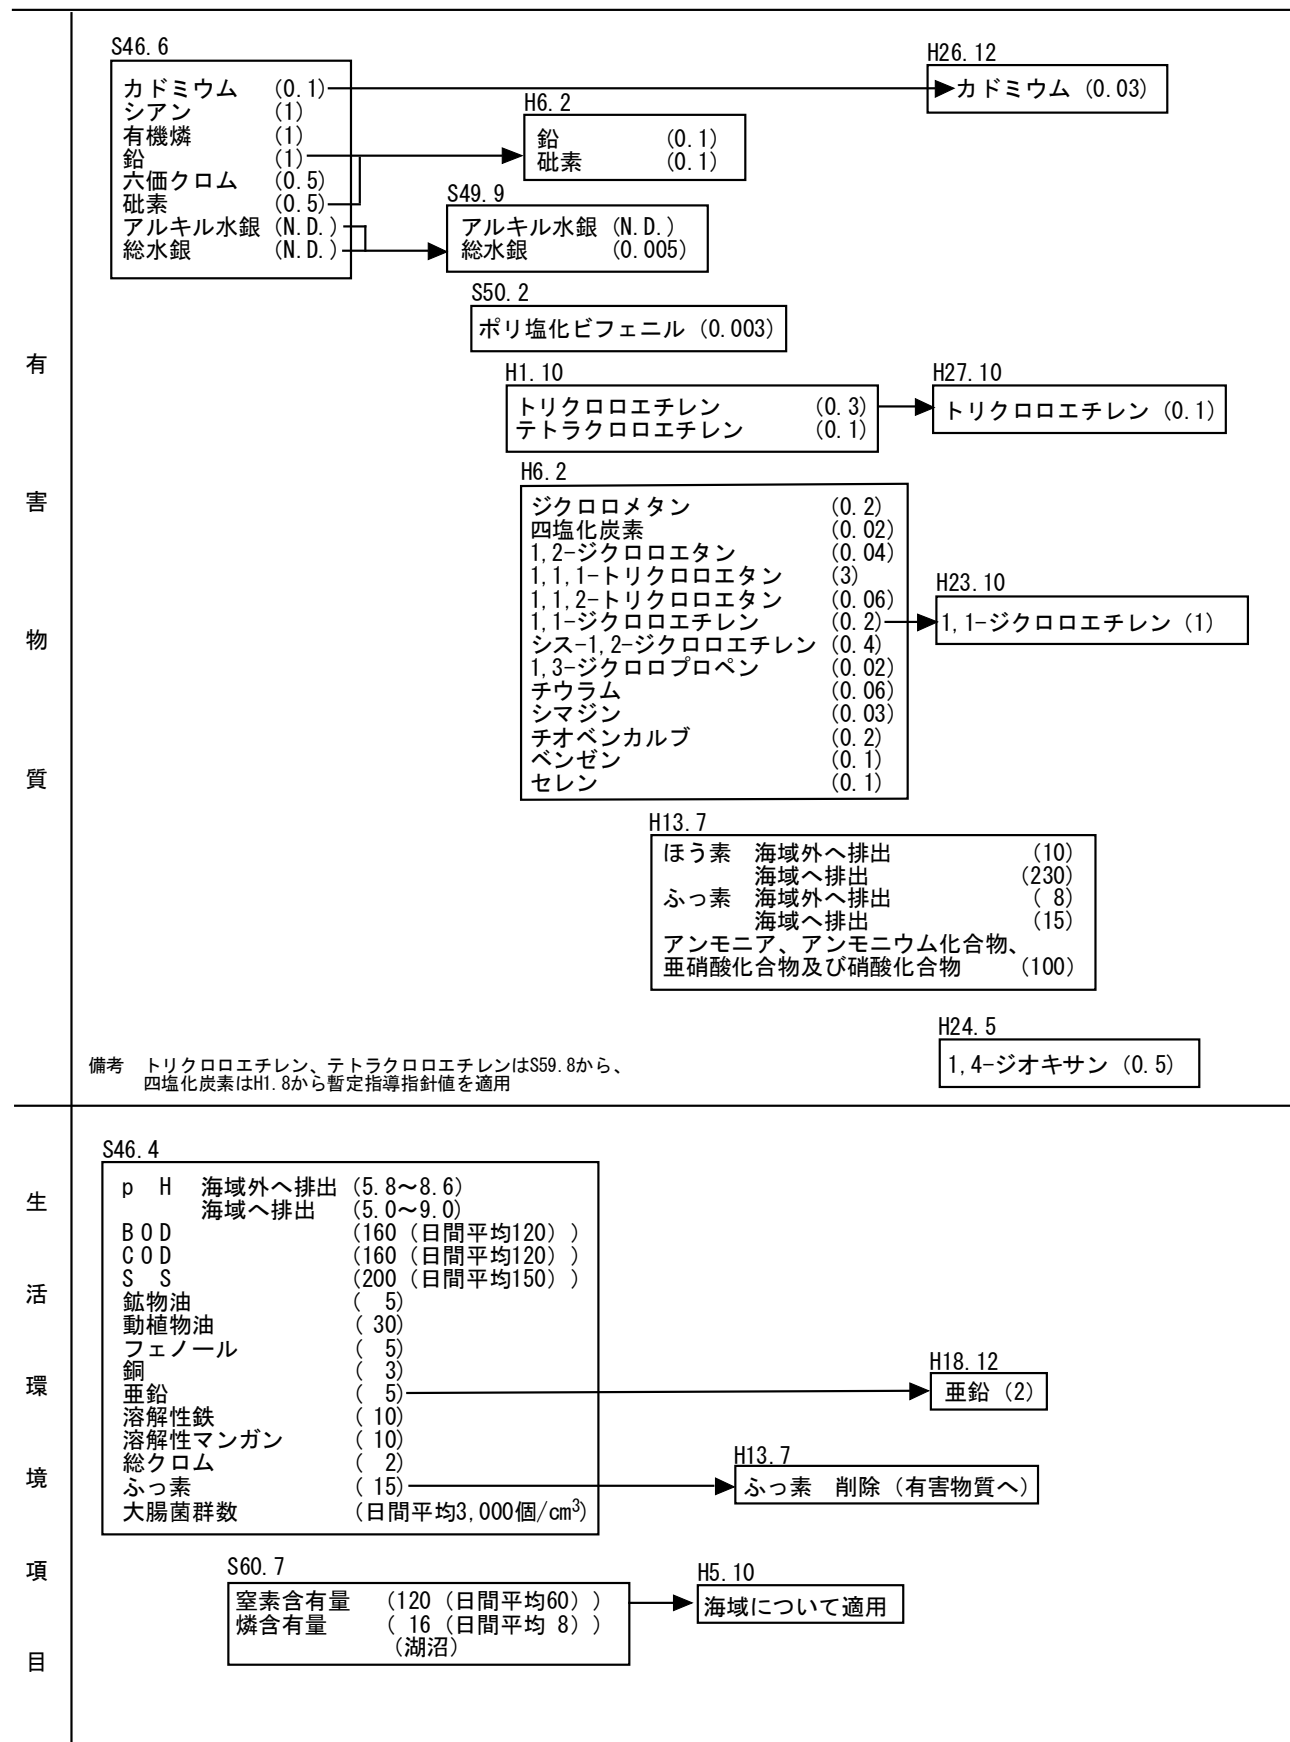 有害物質
S46.6
カドミウム (0.1)
シアン (1)
有機燐 (1)
鉛 (1)
六価クロム (0.5)
砒素 (0.5)
アルキル水銀 (N.D.)
総水銀 (N.D.)
H26.12
カドミウム (0.03)
H6.2
鉛 (0.1)
砒素 (0.1)
S49.9
アルキル水銀 (N.D.)
総水銀 (0.005)
S50.2
ポリ塩化ビフェニル (0.003)
H1.10
トリクロロエチレン (0.3)
テトラクロロエチレン (0.1)
H27.10
トリクロロエチレン (0.1)
H6.2
ジクロロメタン (0.2)
四塩化炭素 (0.02)
1,2-ジクロロエタン (0.04)
1,1,1-トリクロロエタン (3)
1,1,2-トリクロロエタン (0.06)
1,1-ジクロロエチレン (0.2)
シス-1,2-ジクロロエチレン (0.4)
1,3-ジクロロプロペン (0.02)
チウラム (0.06)
シマジン (0.03)
チオベンカルブ (0.2)
ベンゼン (0.1)
セレン (0.1)
H23.10
1,1-ジクロロエチレン (1)
H13.7
ほう素 海域外へ排出 (10)
海域へ排出 (230)
ふっ素 海域外へ排出 ( 8)
海域へ排出 (15)
アンモニア、アンモニウム化合物、
亜硝酸化合物及び硝酸化合物 (100)
H24.5
1,4-ジオキサン (0.5)
備考 トリクロロエチレン、テトラクロロエチレンはS59.8から、
四塩化炭素はH1.8から暫定指導指針値を適用
生活環境項目
S46.4
p H 海域外へ排出 (5.8～8.6)
海域へ排出 (5.0～9.0)
BOD (160 (日間平均120) )
COD (160 (日間平均120) )
S S (200 (日間平均150) )
鉱物油 ( 5)
動植物油 ( 30)
フェノール ( 5)
銅 ( 3)
亜鉛 ( 5)
溶解性鉄 ( 10)
溶解性マンガン ( 10)
総クロム ( 2)
ふっ素 ( 15)
大腸菌群数 (日間平均3,000個/cm³)
H18.12
亜鉛 (2)
H13.7
ふっ素 削除 (有害物質へ)
S60.7
窒素含有量 (120 (日間平均60) )
燐含有量 ( 16 (日間平均 8) )
(湖沼)
H5.10
海域について適用